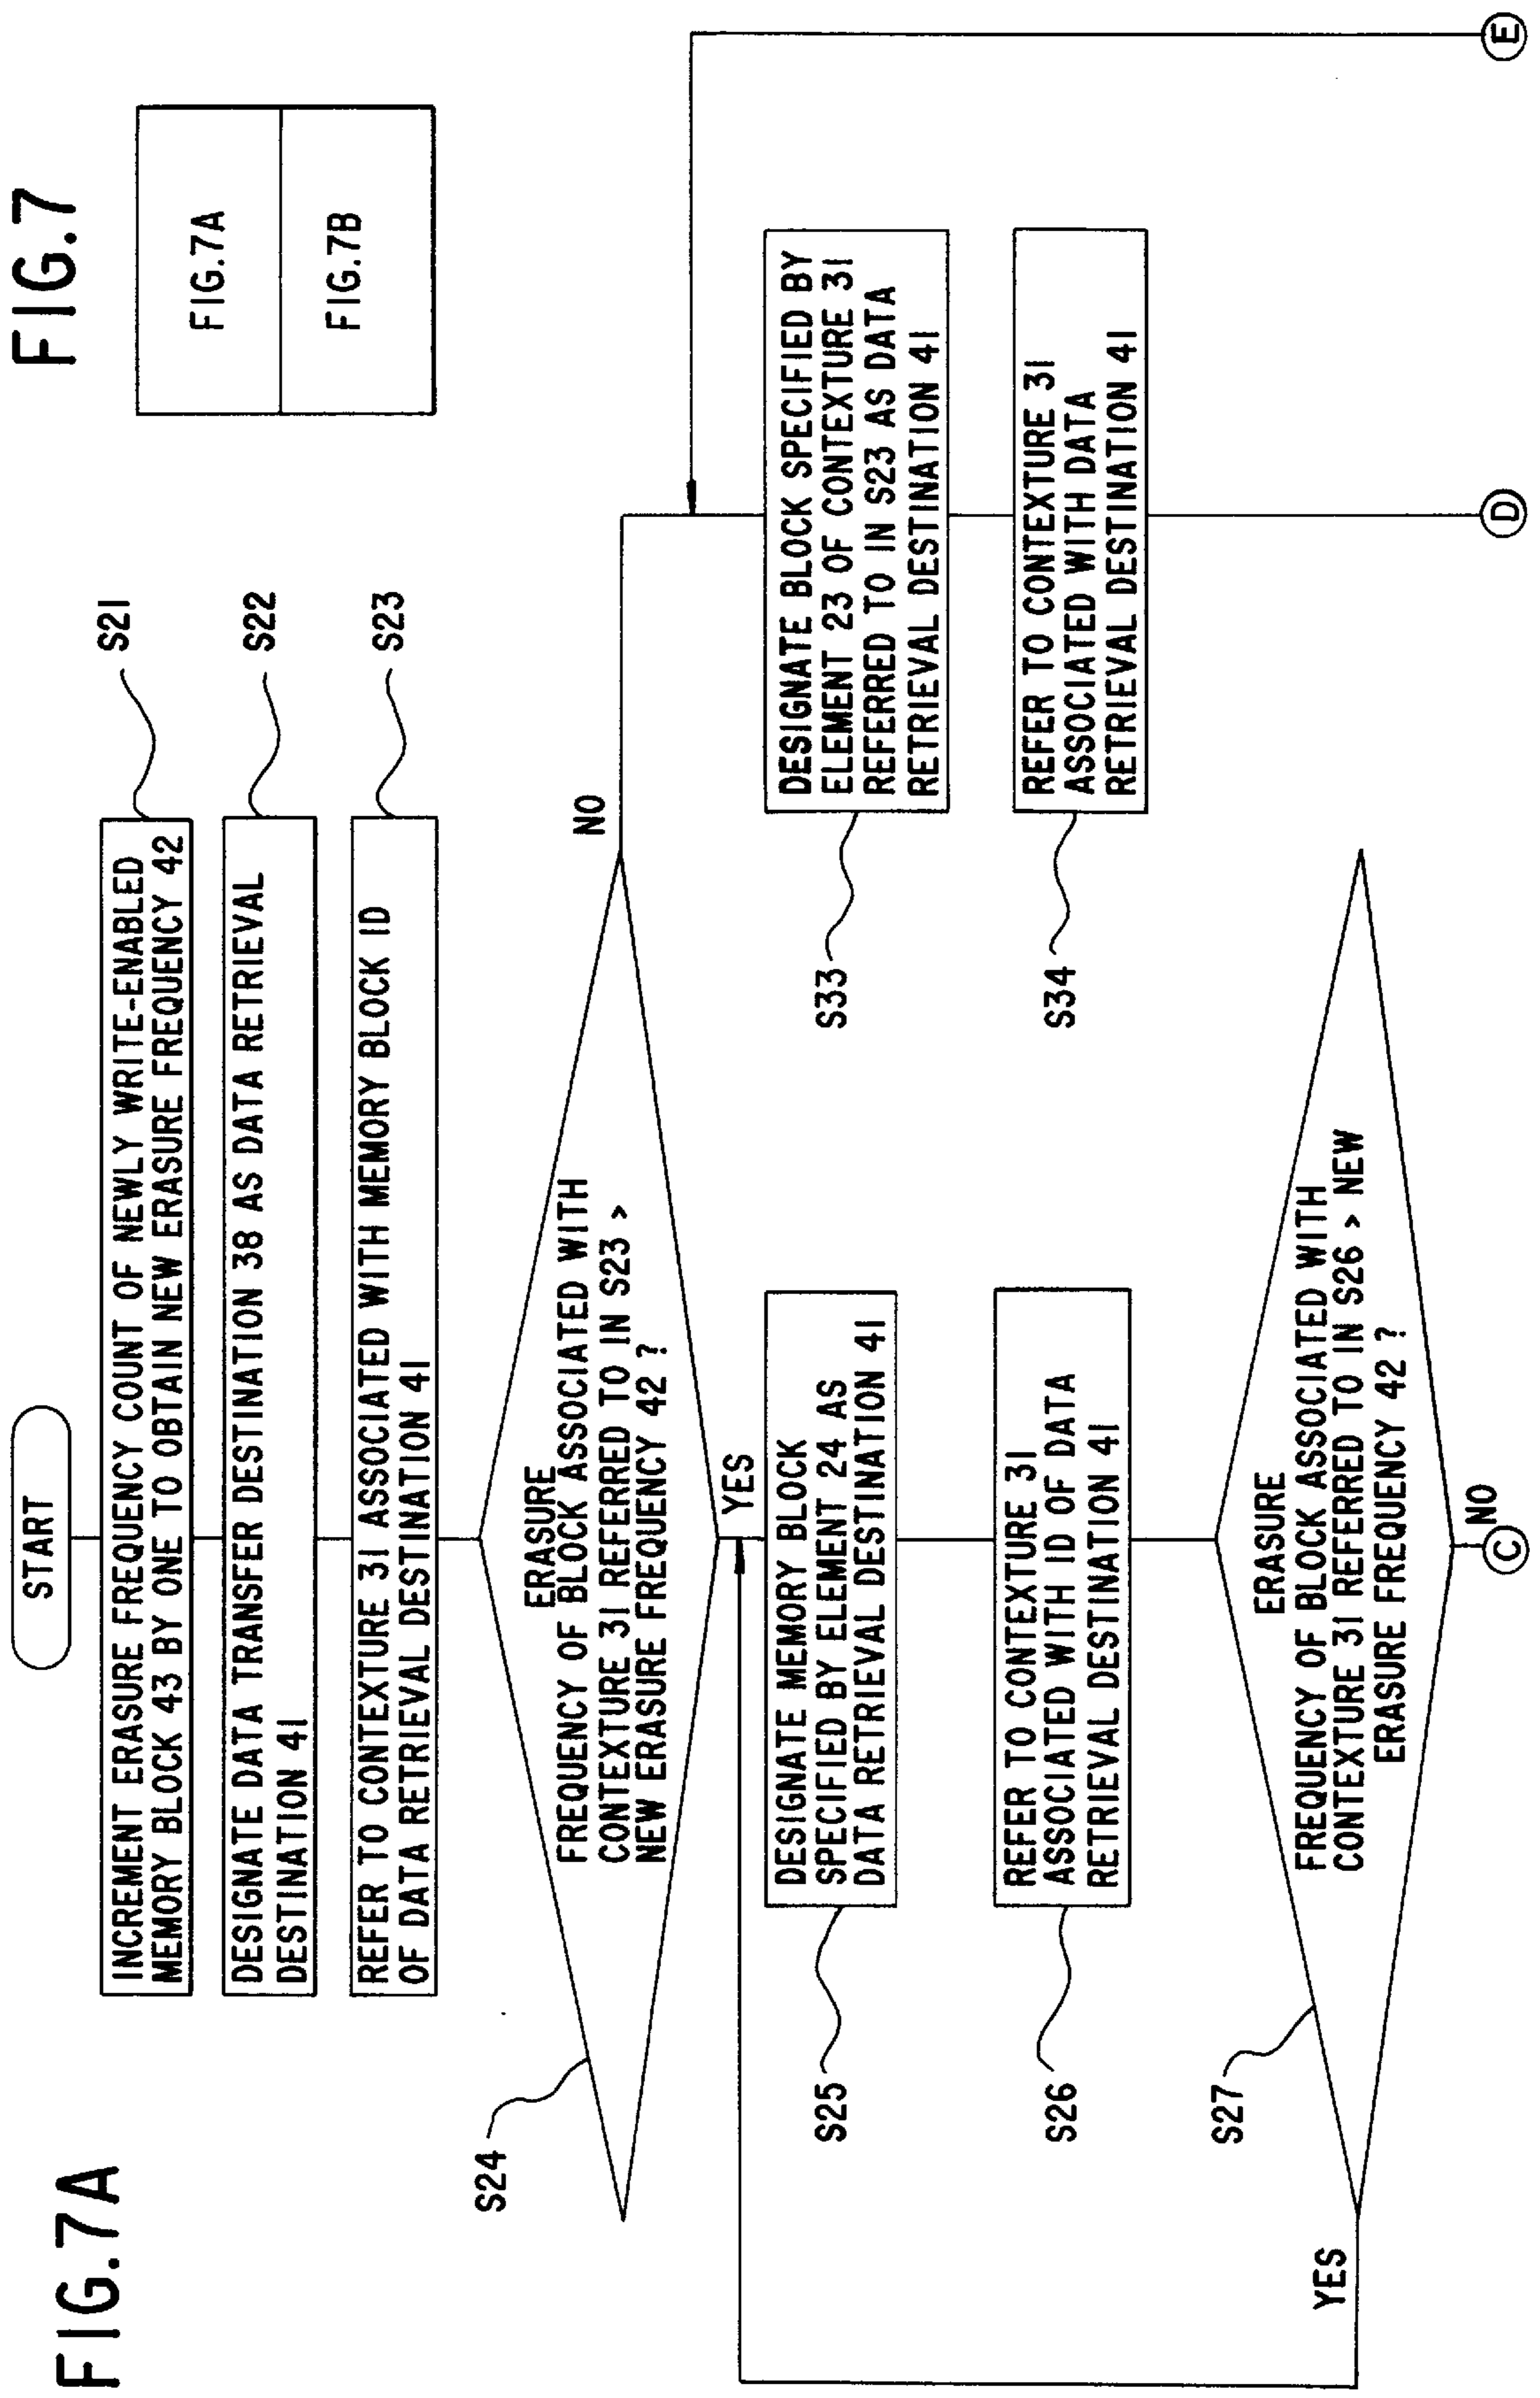 FIG.7A
FIG.7
FIG.7A
FIG.7B
START
INCREMENT ERASURE FREQUENCY COUNT OF NEWLY WRITE-ENABLED
MEMORY BLOCK 43 BY ONE TO OBTAIN NEW ERASURE FREQUENCY 42
S21
DESIGNATE DATA TRANSFER DESTINATION 38 AS DATA RETRIEVAL
DESTINATION 41
S22
REFER TO CONTEXTURE 31 ASSOCIATED WITH MEMORY BLOCK ID
OF DATA RETRIEVAL DESTINATION 41
S23
S24
ERASURE
FREQUENCY OF BLOCK ASSOCIATED WITH
CONTEXTURE 31 REFERRED TO IN S23 >
NEW ERASURE FREQUENCY 42 ?
NO
YES
S25
DESIGNATE MEMORY BLOCK
SPECIFIED BY ELEMENT 24 AS
DATA RETRIEVAL DESTINATION 41
S26
REFER TO CONTEXTURE 31
ASSOCIATED WITH ID OF DATA
RETRIEVAL DESTINATION 41
S27
ERASURE
FREQUENCY OF BLOCK ASSOCIATED WITH
CONTEXTURE 31 REFERRED TO IN S26 > NEW
ERASURE FREQUENCY 42 ?
YES
NO
C
S33
DESIGNATE BLOCK SPECIFIED BY
ELEMENT 23 OF CONTEXTURE 31
REFERRED TO IN S23 AS DATA
RETRIEVAL DESTINATION 41
S34
REFER TO CONTEXTURE 31
ASSOCIATED WITH DATA
RETRIEVAL DESTINATION 41
D
E